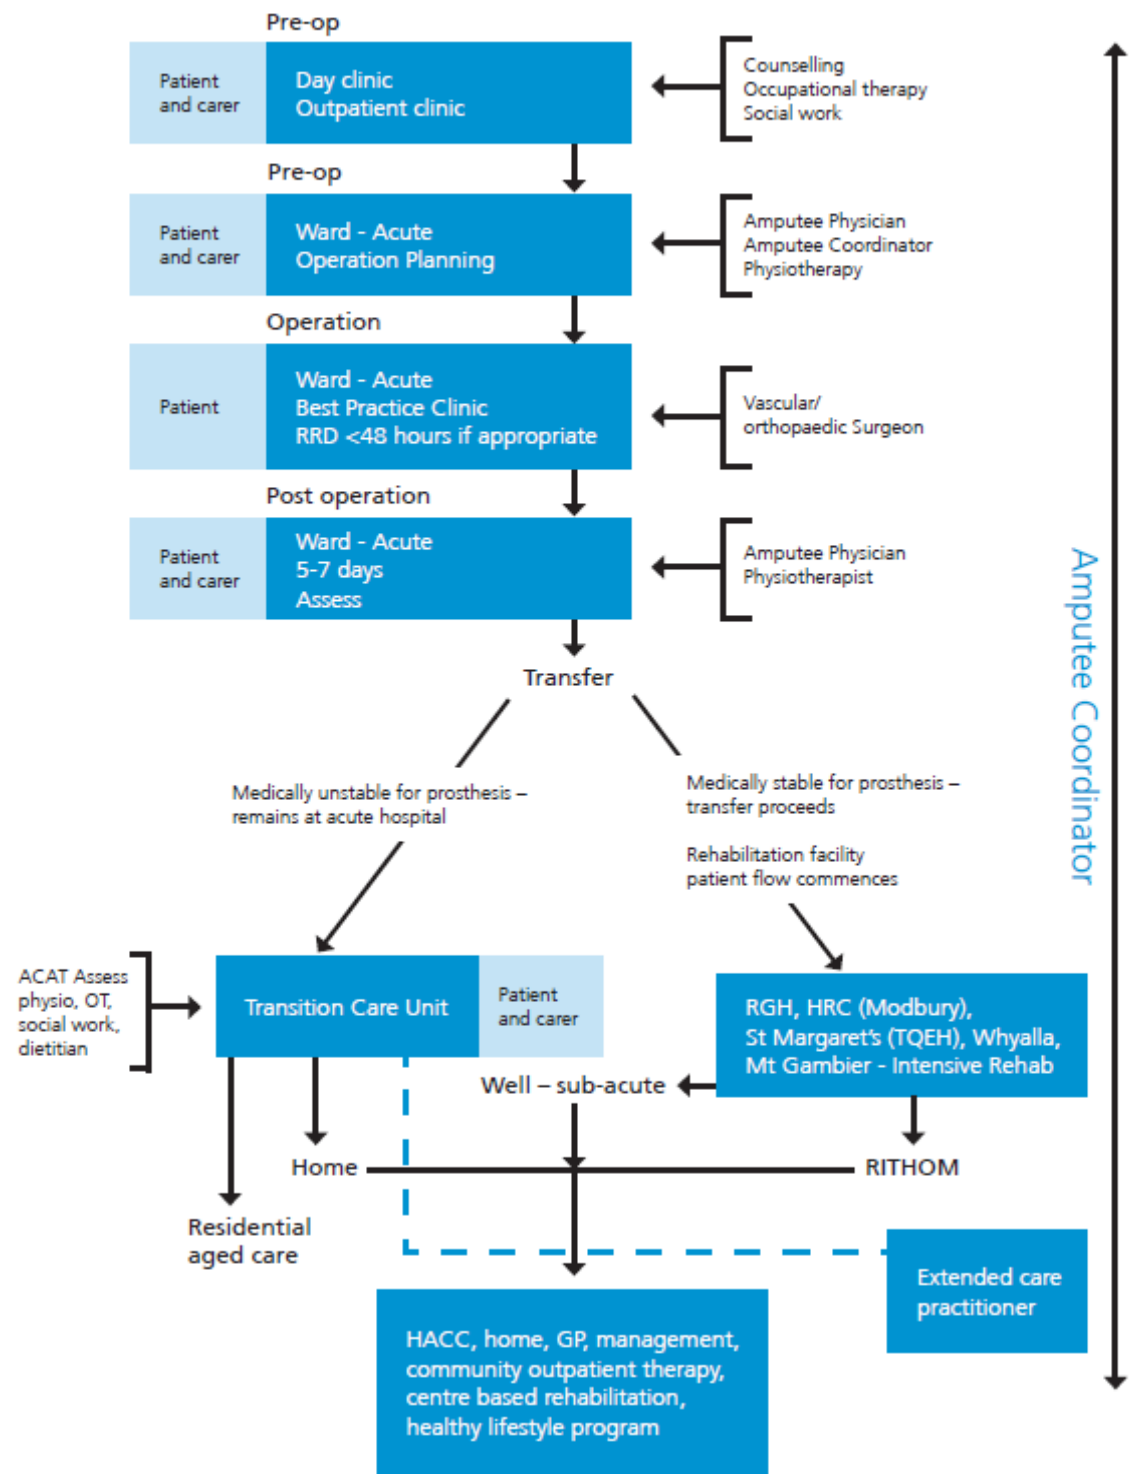 Pre-op
Patient
and carer
Day clinic
Outpatient clinic
Counselling
Occupational therapy
Social work
Pre-op
Patient
and carer
Ward - Acute
Operation Planning
Amputee Physician
Amputee Coordinator
Physiotherapy
Operation
Patient
Ward - Acute
Best Practice Clinic
RRD <48 hours if appropriate
Vascular/
orthopaedic Surgeon
Post operation
Patient
and carer
Ward - Acute
5-7 days
Assess
Amputee Physician
Physiotherapist
Amputee Coordinator
Transfer
Medically unstable for prosthesis –
remains at acute hospital
Medically stable for prosthesis –
transfer proceeds
Rehabilitation facility
patient flow commences
ACAT Assess
physio, OT,
social work,
dietitian
Transition Care Unit
Patient
and carer
RGH, HRC (Modbury),
St Margaret's (TQEH), Whyalla,
Mt Gambier - Intensive Rehab
Well – sub-acute
Home
RITHOM
Residential
aged care
Extended care
practitioner
HACC, home, GP, management,
community outpatient therapy,
centre based rehabilitation,
healthy lifestyle program